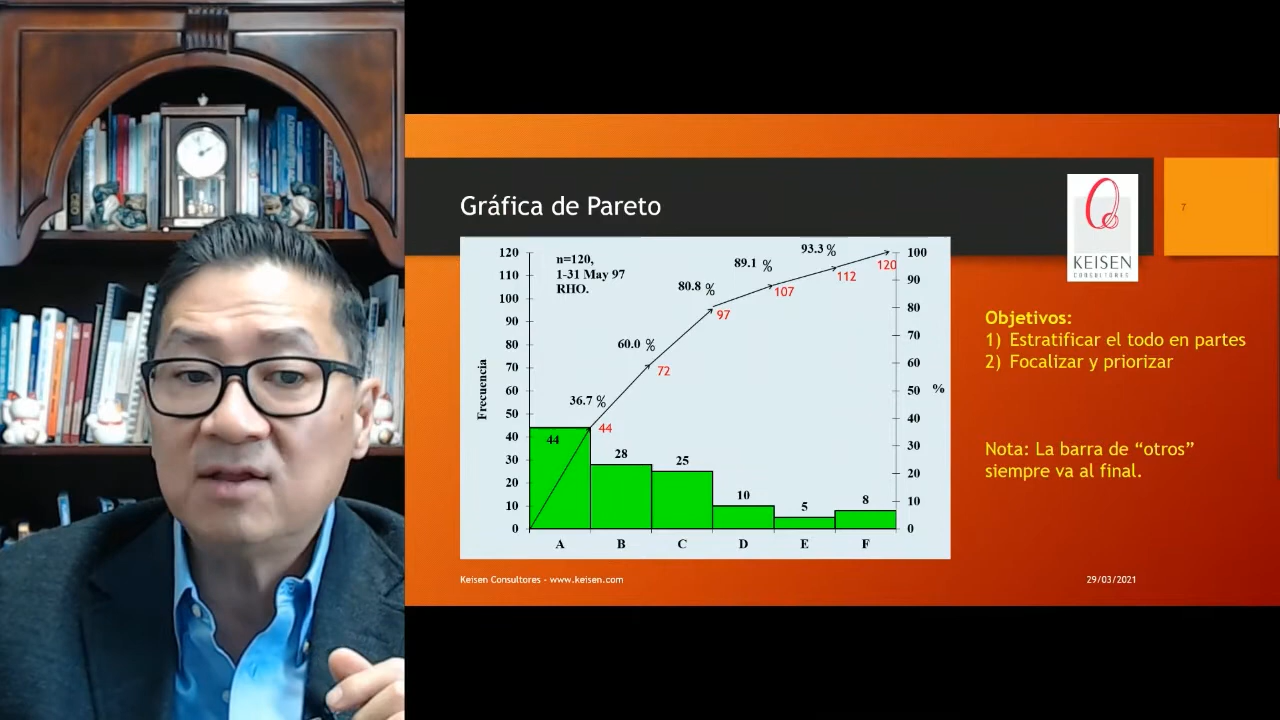 Gráfica de Pareto
7
KEISEN
CONSULTORES
n=120,
1-31 May 97
RHO.
Frecuencia
120
110
100
90
80
70
60
50
40
30
20
10
0
36.7 %
60.0 %
80.8 %
89.1 %
93.3 %
44
72
97
107
112
120
44
28
25
10
5
8
A
B
C
D
E
F
100
90
80
70
60
50
40
30
20
10
0
%
Objetivos:
1) Estratificar el todo en partes
2) Focalizar y priorizar
Nota: La barra de “otros”
siempre va al final.
Keisen Consultores - www.keisen.com
29/03/2021